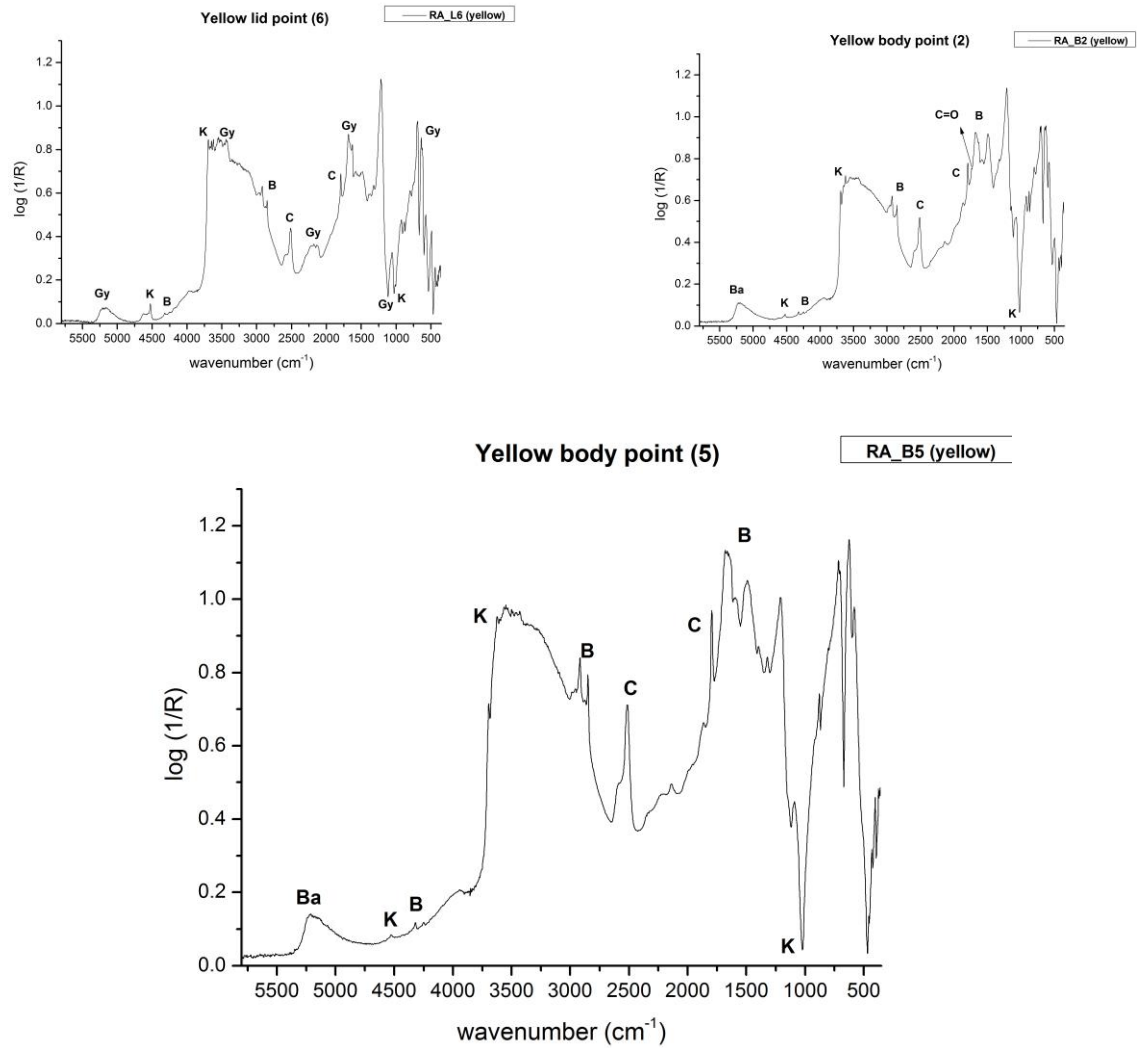 Yellow lid point (6)
RA_L6 (yellow)
log (1/R)
1.2
1.0
0.8
0.6
0.4
0.2
0.0
K
Gy
B
C
Gy
Gy
Gy
Gy
K
B
Gy
K
5500 5000 4500 4000 3500 3000 2500 2000 1500 1000 500
wavenumber (cm-1)
Yellow body point (2)
RA_B2 (yellow)
log (1/R)
1.2
1.0
0.8
0.6
0.4
0.2
0.0
C=O
B
K
B
C
C
Ba
K
B
K
5500 5000 4500 4000 3500 3000 2500 2000 1500 1000 500
wavenumber (cm-1)
Yellow body point (5)
RA_B5 (yellow)
log (1/R)
1.2
1.0
0.8
0.6
0.4
0.2
0.0
B
K
B
C
C
Ba
K
B
K
5500 5000 4500 4000 3500 3000 2500 2000 1500 1000 500
wavenumber (cm-1)